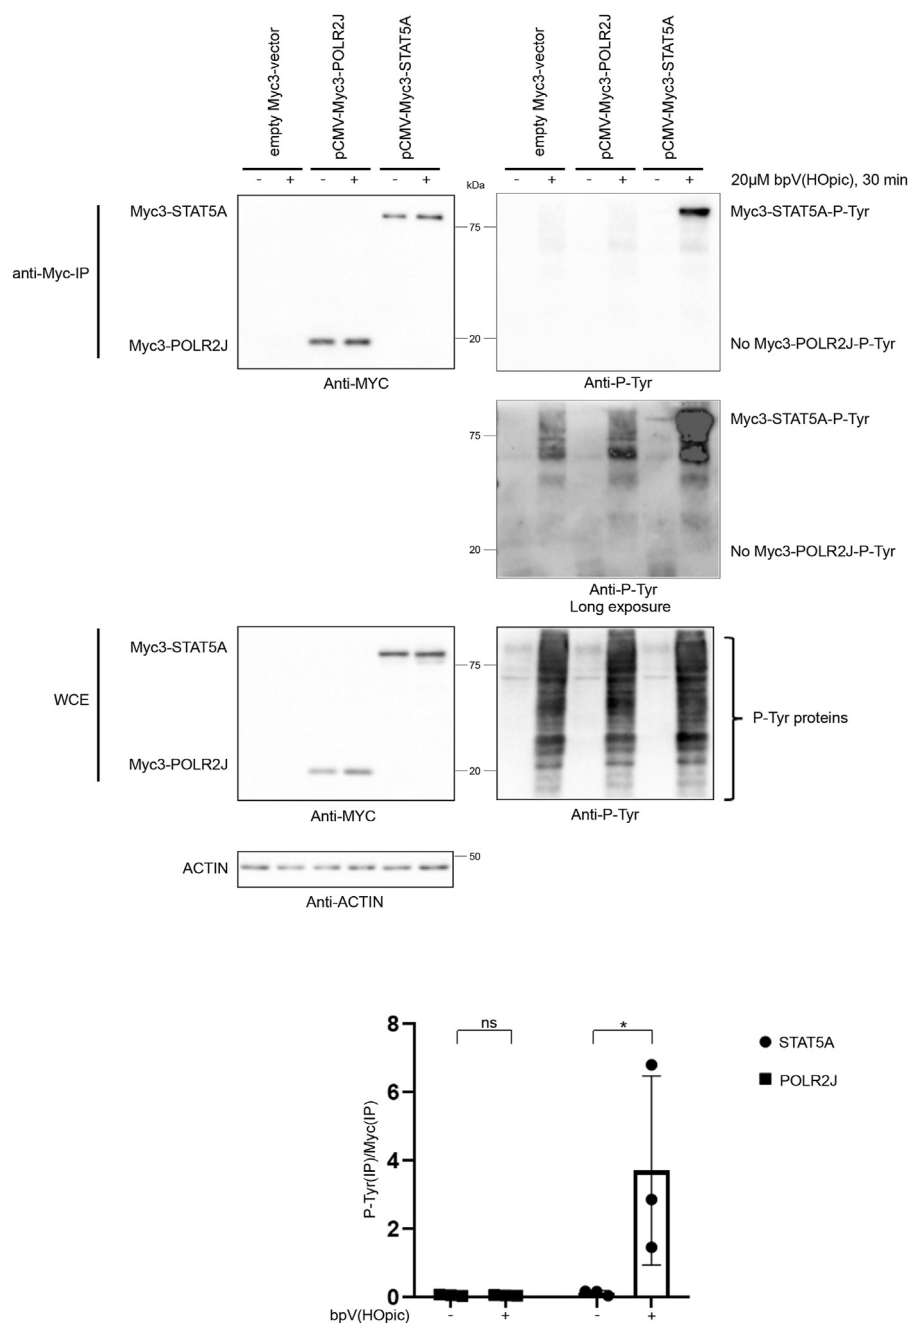 empty Myc3-vector
pCMV-Myc3-POLR2J
pCMV-Myc3-STAT5A
empty Myc3-vector
pCMV-Myc3-POLR2J
pCMV-Myc3-STAT5A
- + - + - + kDa - + - + - + 20µM bpV(HOpic), 30 min
anti-Myc-IP
Myc3-STAT5A
75
Myc3-STAT5A-P-Tyr
Myc3-POLR2J
20
No Myc3-POLR2J-P-Tyr
Anti-MYC
Anti-P-Tyr
75
Myc3-STAT5A-P-Tyr
20
No Myc3-POLR2J-P-Tyr
Anti-P-Tyr
Long exposure
WCE
Myc3-STAT5A
75
Myc3-POLR2J
20
P-Tyr proteins
Anti-MYC
Anti-P-Tyr
ACTIN
50
Anti-ACTIN
P-Tyr(IP)/Myc(IP)
8
6
4
2
0
ns
*
STAT5A
POLR2J
bpV(HOpic) - + - +